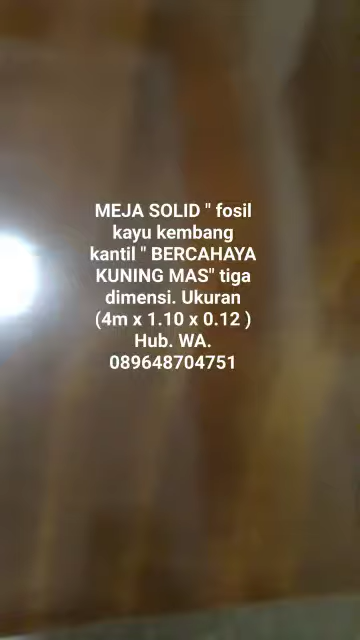 MEJA SOLID " fosil
kayu kembang
kantil " BERCAHAYA
KUNING MAS" tiga
dimensi. Ukuran
(4m x 1.10 x 0.12 )
Hub. WA.
089648704751